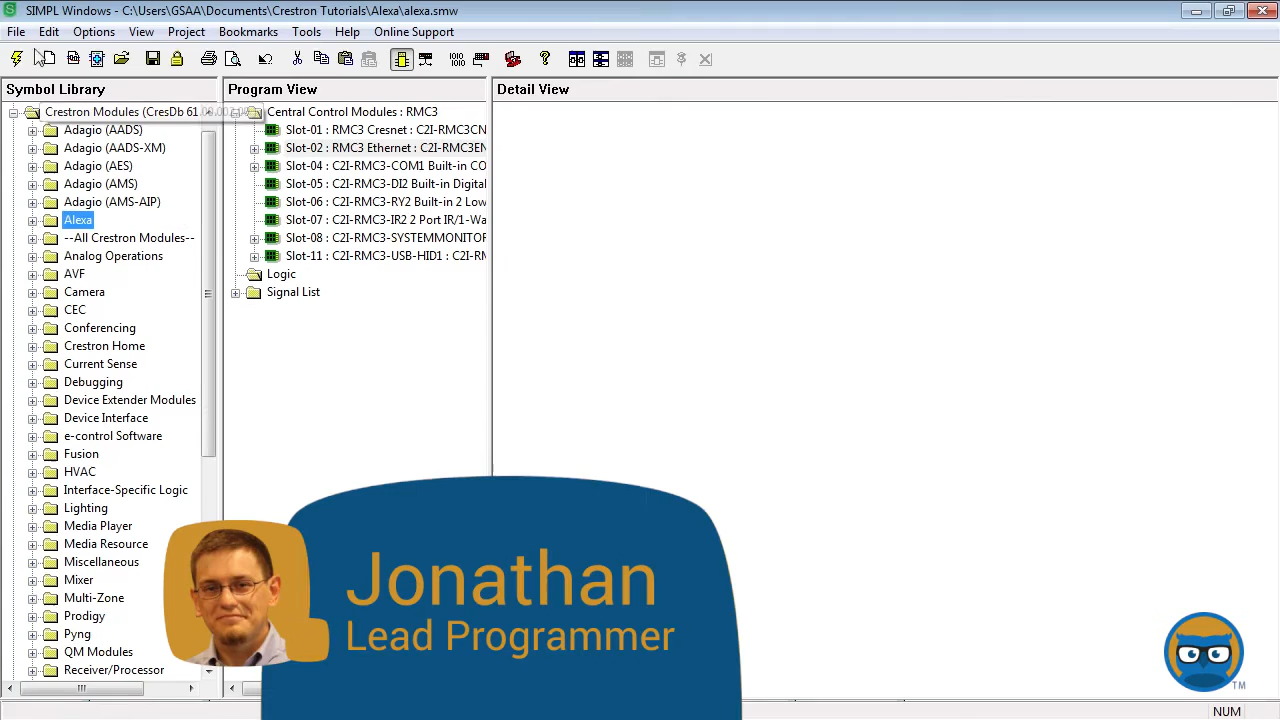 SIMPL Windows - C:\Users\GSAA\Documents\Crestron Tutorials\Alexa\alexa.smw
File Edit Options View Project Bookmarks Tools Help Online Support
Symbol Library
Crestron Modules (CresDb 61
Adagio (AADS)
Adagio (AADS-XM)
Adagio (AES)
Adagio (AMS)
Adagio (AMS-AIP)
Alexa
--All Crestron Modules--
Analog Operations
AVF
Camera
CEC
Conferencing
Crestron Home
Current Sense
Debugging
Device Extender Modules
Device Interface
e-control Software
Fusion
HVAC
Interface-Specific Logic
Lighting
Media Player
Media Resource
Miscellaneous
Mixer
Multi-Zone
Prodigy
Pyng
QM Modules
Receiver/Processor
Program View
Central Control Modules : RMC3
Slot-01 : RMC3 Cresnet : C2I-RMC3CN
Slot-02 : RMC3 Ethernet : C2I-RMC3EN
Slot-04 : C2I-RMC3-COM1 Built-in CO
Slot-05 : C2I-RMC3-DI2 Built-in Digital
Slot-06 : C2I-RMC3-RY2 Built-in 2 Low
Slot-07 : C2I-RMC3-IR2 2 Port IR/1-Wa
Slot-08 : C2I-RMC3-SYSTEMMONITOR
Slot-11 : C2I-RMC3-USB-HID1 : C2I-RM
Logic
Signal List
Detail View
Jonathan
Lead Programmer
TM
NUM